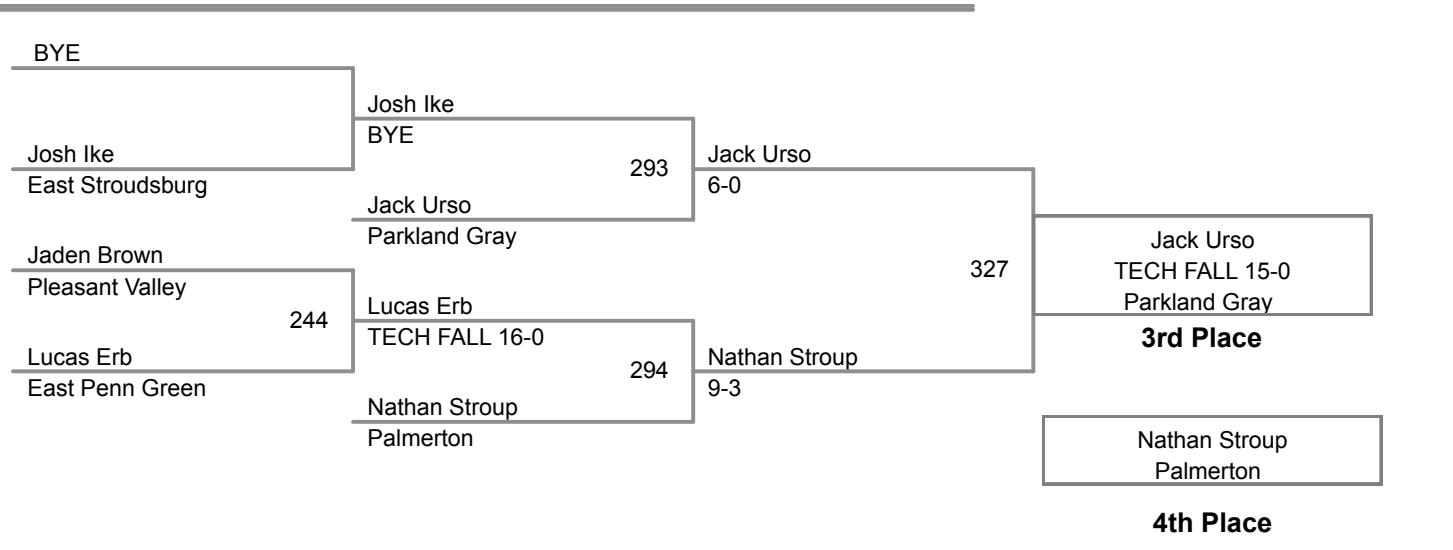 BYE
Josh Ike
East Stroudsburg
Jaden Brown
Pleasant Valley
244
Lucas Erb
East Penn Green
Josh Ike
BYE
293
Jack Urso
Parkland Gray
Lucas Erb
TECH FALL 16-0
294
Nathan Stroup
Palmerton
Jack Urso
6-0
327
Nathan Stroup
9-3
Jack Urso
TECH FALL 15-0
Parkland Gray
3rd Place
Nathan Stroup
Palmerton
4th Place